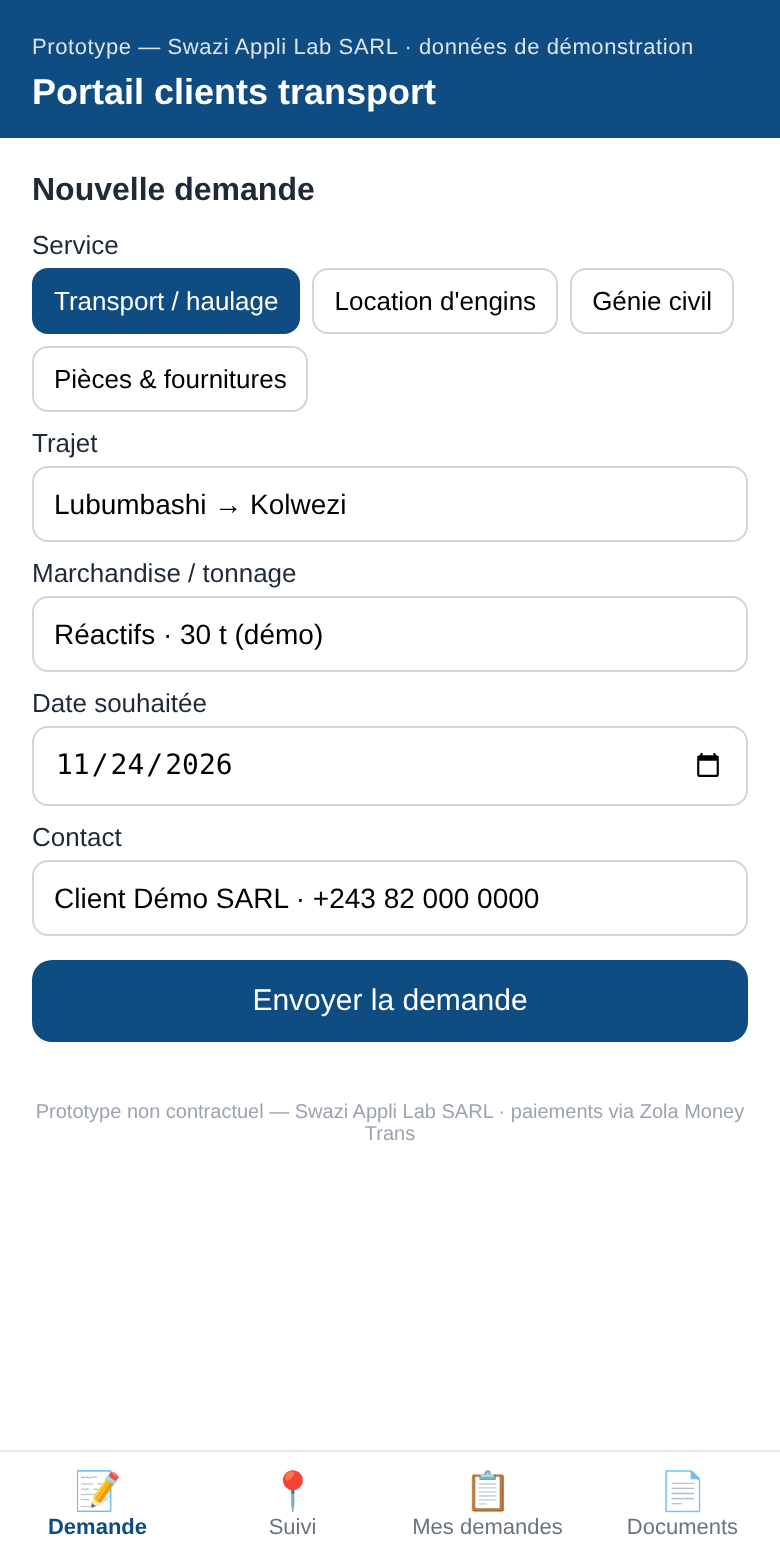 Prototype — Swazi Appli Lab SARL · données de démonstration
Portail clients transport
Nouvelle demande
Service
Transport / haulage
Location d'engins
Génie civil
Pièces & fournitures
Trajet
Lubumbashi → Kolwezi
Marchandise / tonnage
Réactifs · 30 t (démo)
Date souhaitée
11/24/2026
Contact
Client Démo SARL · +243 82 000 0000
Envoyer la demande
Prototype non contractuel — Swazi Appli Lab SARL · paiements via Zola Money
Trans
Demande
Suivi
Mes demandes
Documents